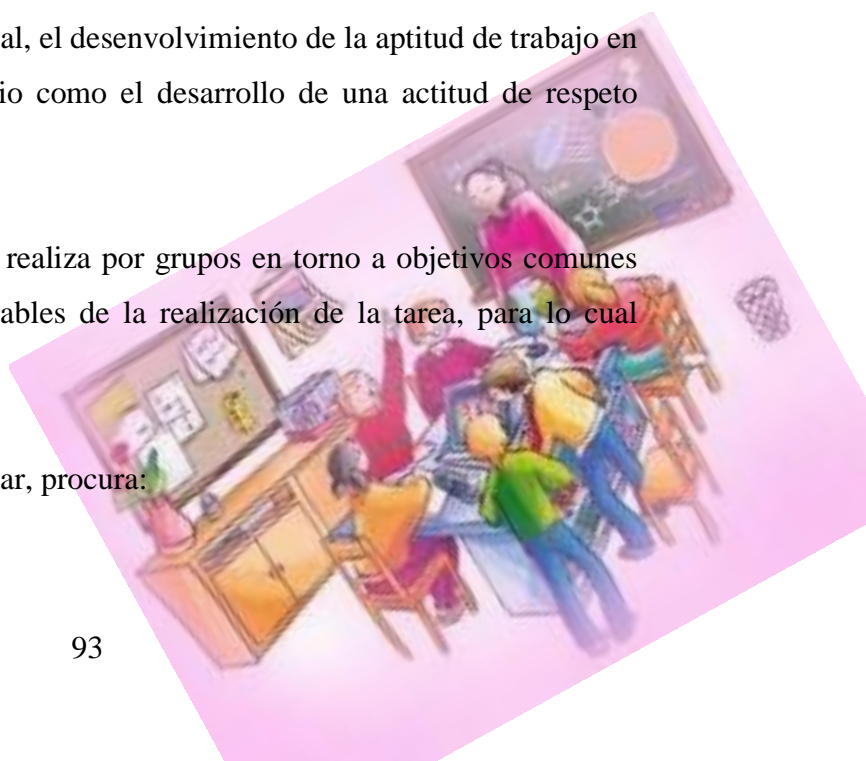 al, el desenvolvimiento de la aptitud de trabajo en
io como el desarrollo de una actitud de respeto
realiza por grupos en torno a objetivos comunes
ables de la realización de la tarea, para lo cual
ar, procura:
93